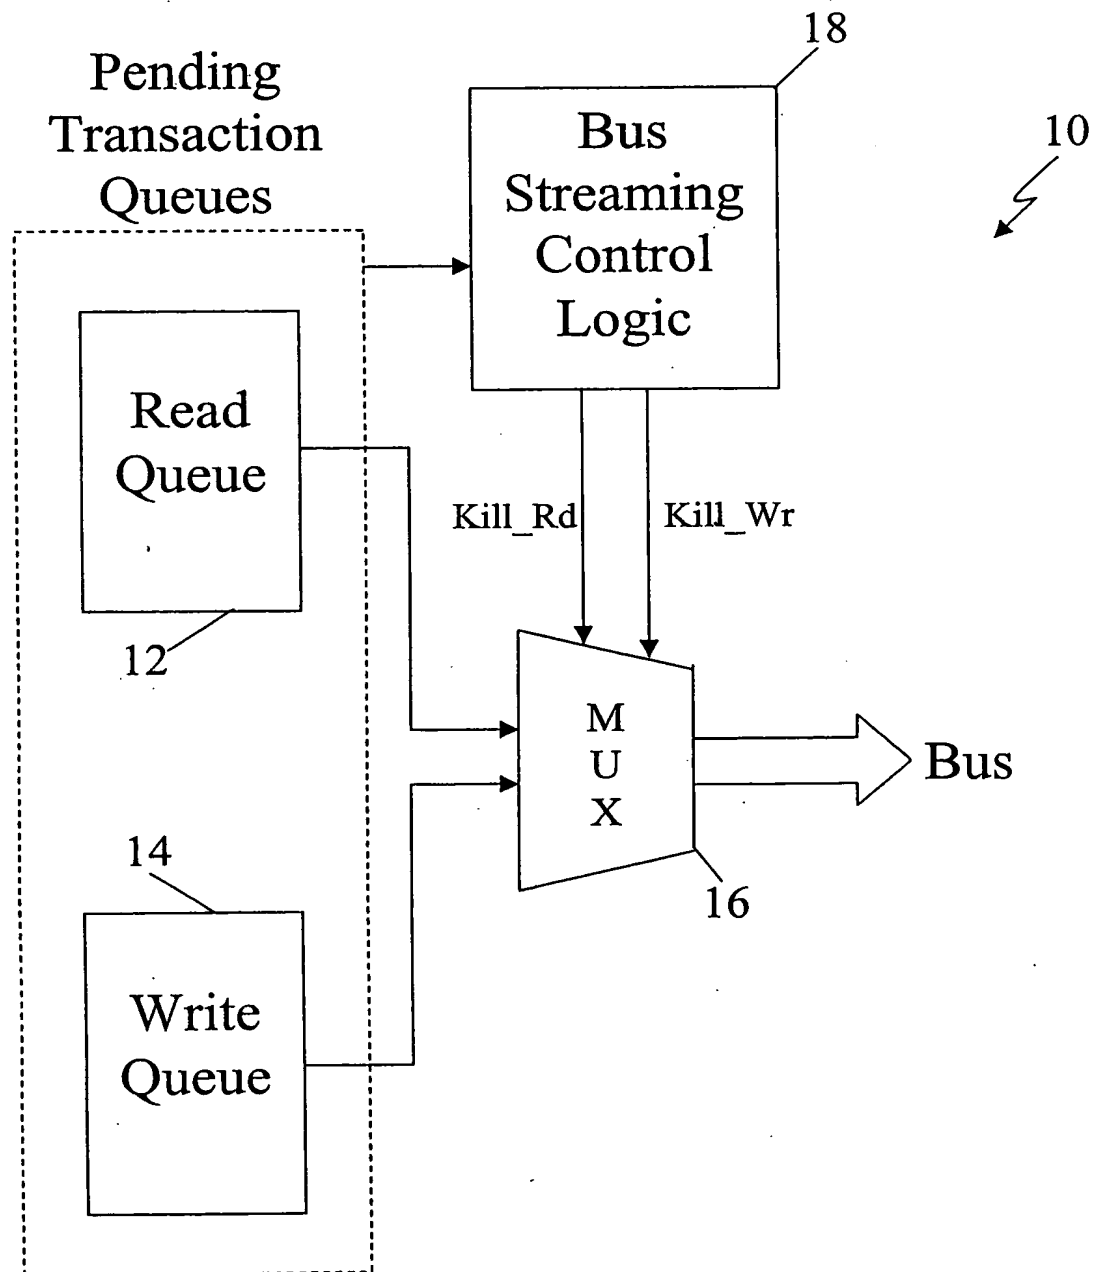 18
Pending
Transaction
Queues
Bus
Streaming
Control
Logic
10
Read
Queue
Kill_Rd
Kill_Wr
12
M
U
X
Bus
14
16
Write
Queue